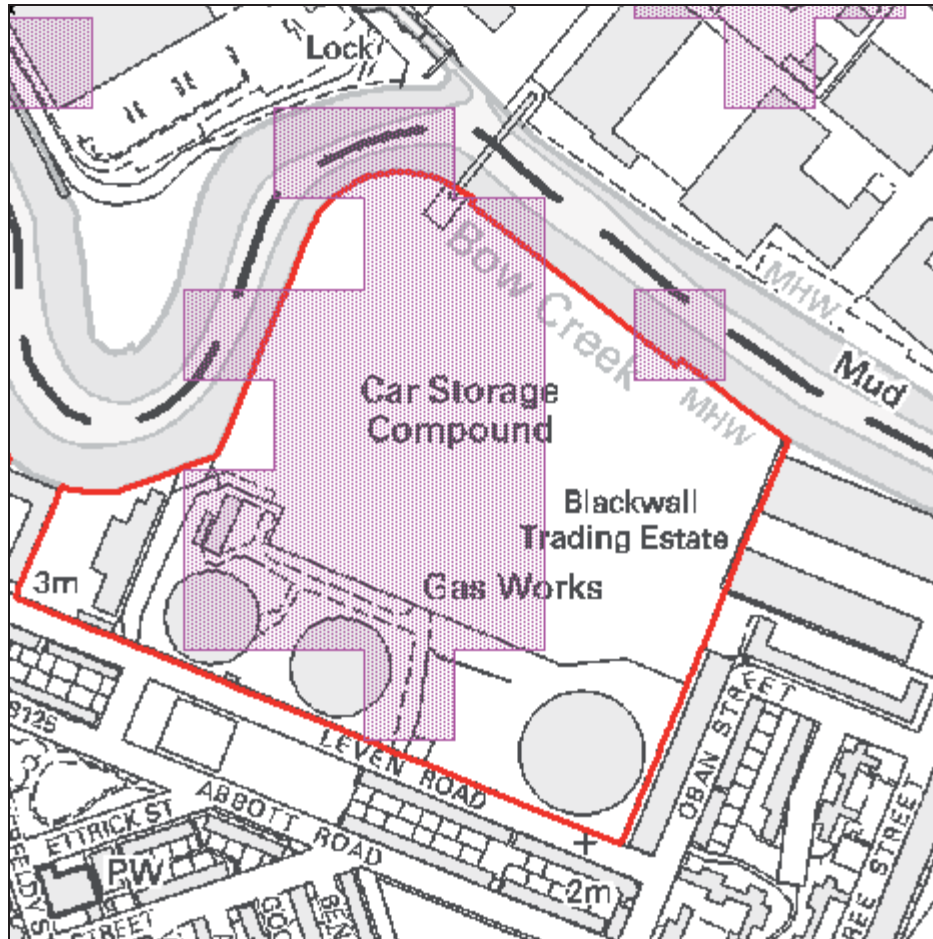 Lock
Bow Creek
MHW
Mud
Car Storage
Compound
MHW
Blackwall
Trading Estate
Gas Works
3m
LEVEN ROAD
OBAN STREET
ABBOTT ROAD
ETTRICK ST
PW
2m
STREET